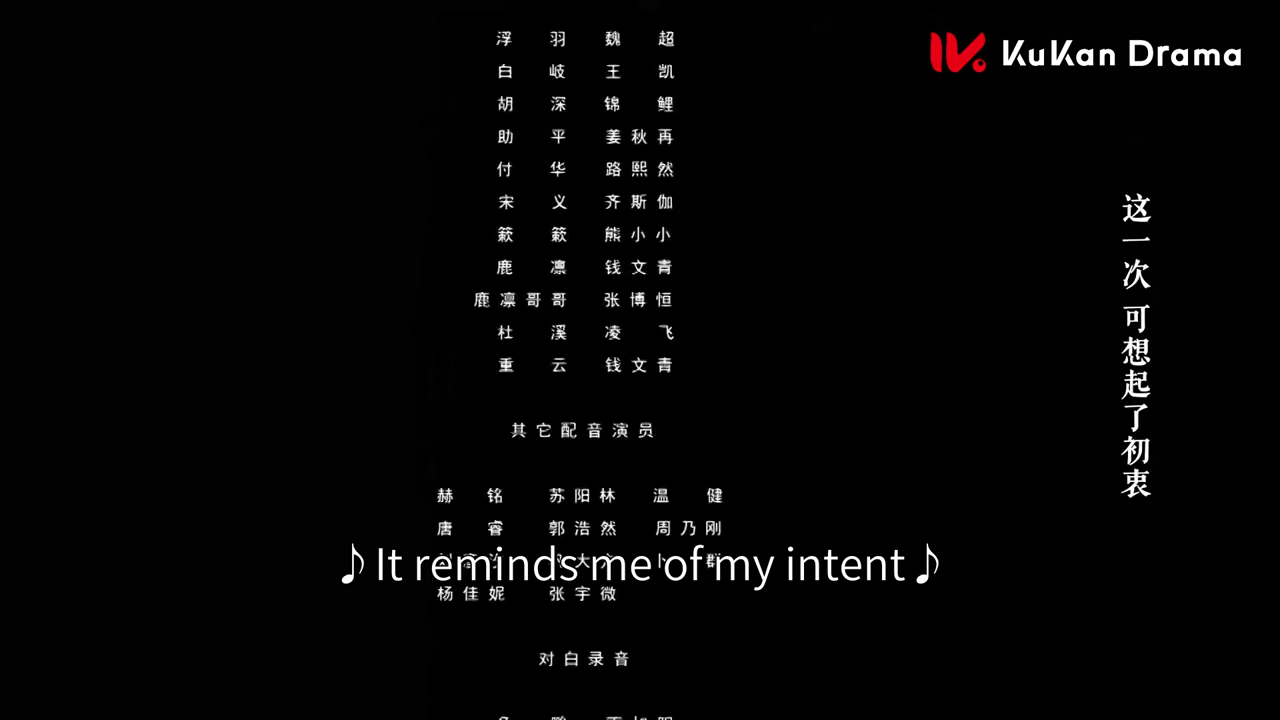 KuKan Drama
浮羽 魏超
白岐 王凯
胡深 锦鲤
助平 姜秋再
付华 路熙然
宋义 齐斯伽
簌簌 熊小小
鹿凛 钱文青
鹿凛哥哥 张博恒
杜溪 凌飞
重云 钱文青
其它配音演员
赫铭 苏阳林 温健
唐睿 郭浩然 周乃刚
♪It reminds me of my intent♪
杨佳妮 张宇微
对白录音
这一次 可想起了初衷